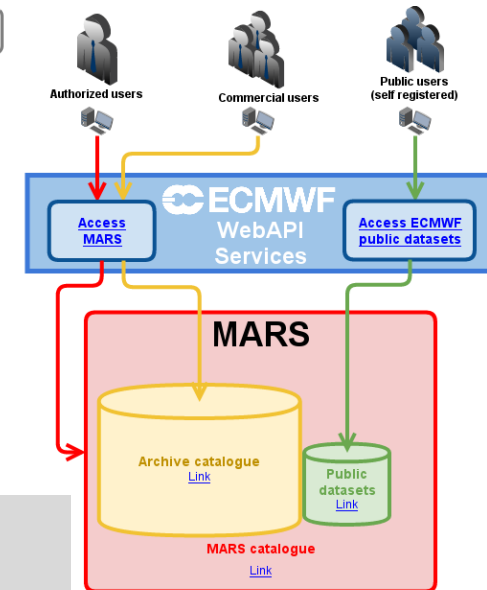 Authorized users
Commercial users
Public users
(self registered)
ECMWF
WebAPI
Services
Access
MARS
Access ECMWF
public datasets
MARS
Archive catalogue
Link
Public
datasets
Link
MARS catalogue
Link